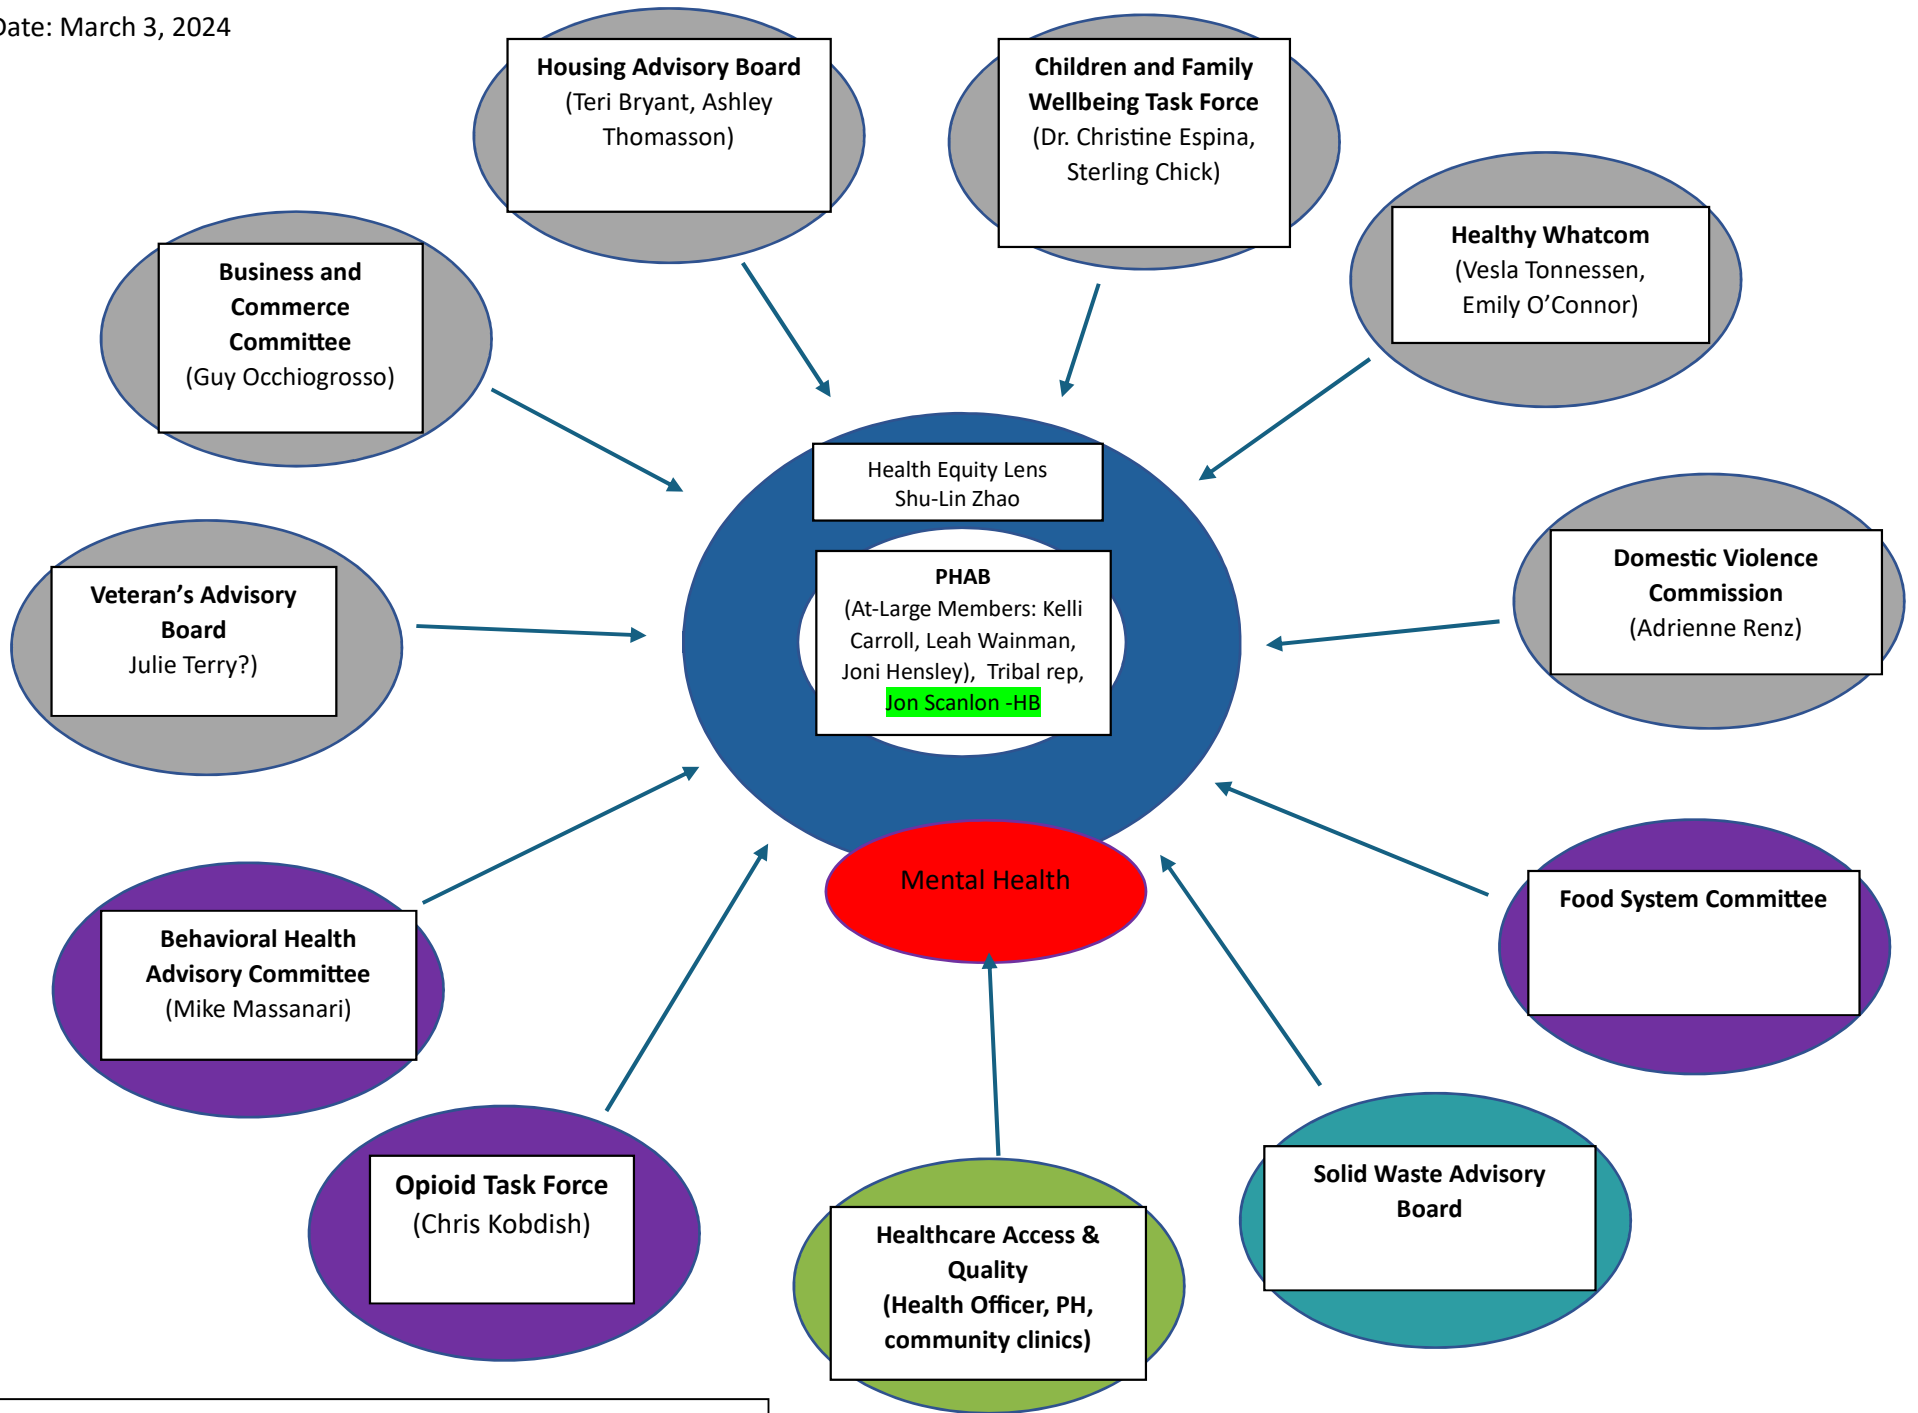 Date: March 3, 2024
Housing Advisory Board
(Teri Bryant, Ashley
Thomasson)
Children and Family
Wellbeing Task Force
(Dr. Christine Espina,
Sterling Chick)
Healthy Whatcom
(Vesla Tonnessen,
Emily O’Connor)
Business and
Commerce
Committee
(Guy Occhiogrosso)
Health Equity Lens
Shu-Lin Zhao
PHAB
(At-Large Members: Kelli
Carroll, Leah Wainman,
Joni Hensley), Tribal rep,
Jon Scanlon -HB
Domestic Violence
Commission
(Adrienne Renz)
Veteran’s Advisory
Board
Julie Terry?)
Mental Health
Food System Committee
Behavioral Health
Advisory Committee
(Mike Massanari)
Opioid Task Force
(Chris Kobdish)
Healthcare Access &
Quality
(Health Officer, PH,
community clinics)
Solid Waste Advisory
Board